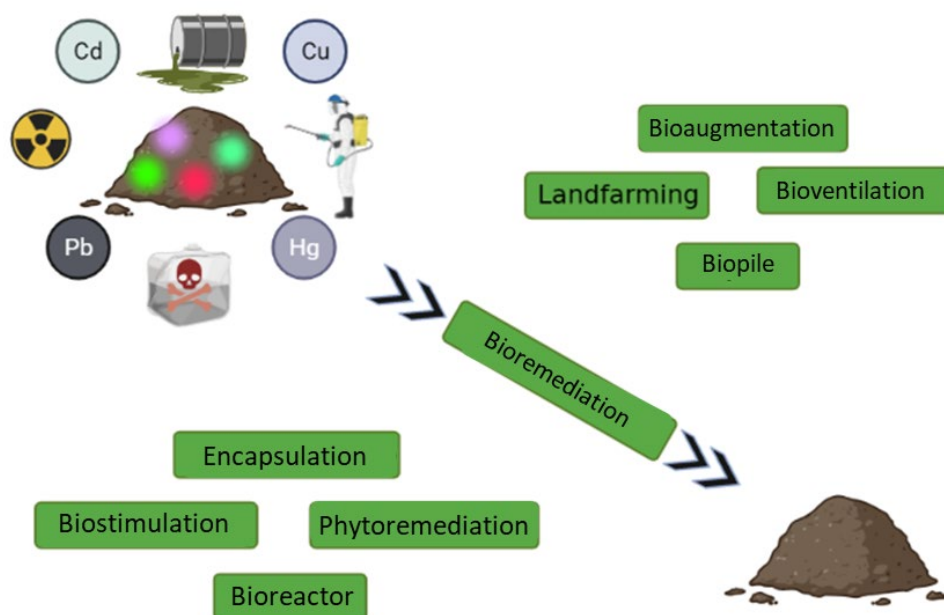 Cd
Cu
Pb
Hg
Bioaugmentation
Landfarming
Bioventilation
Biopile
Bioremediation
Encapsulation
Biostimulation
Phytoremediation
Bioreactor